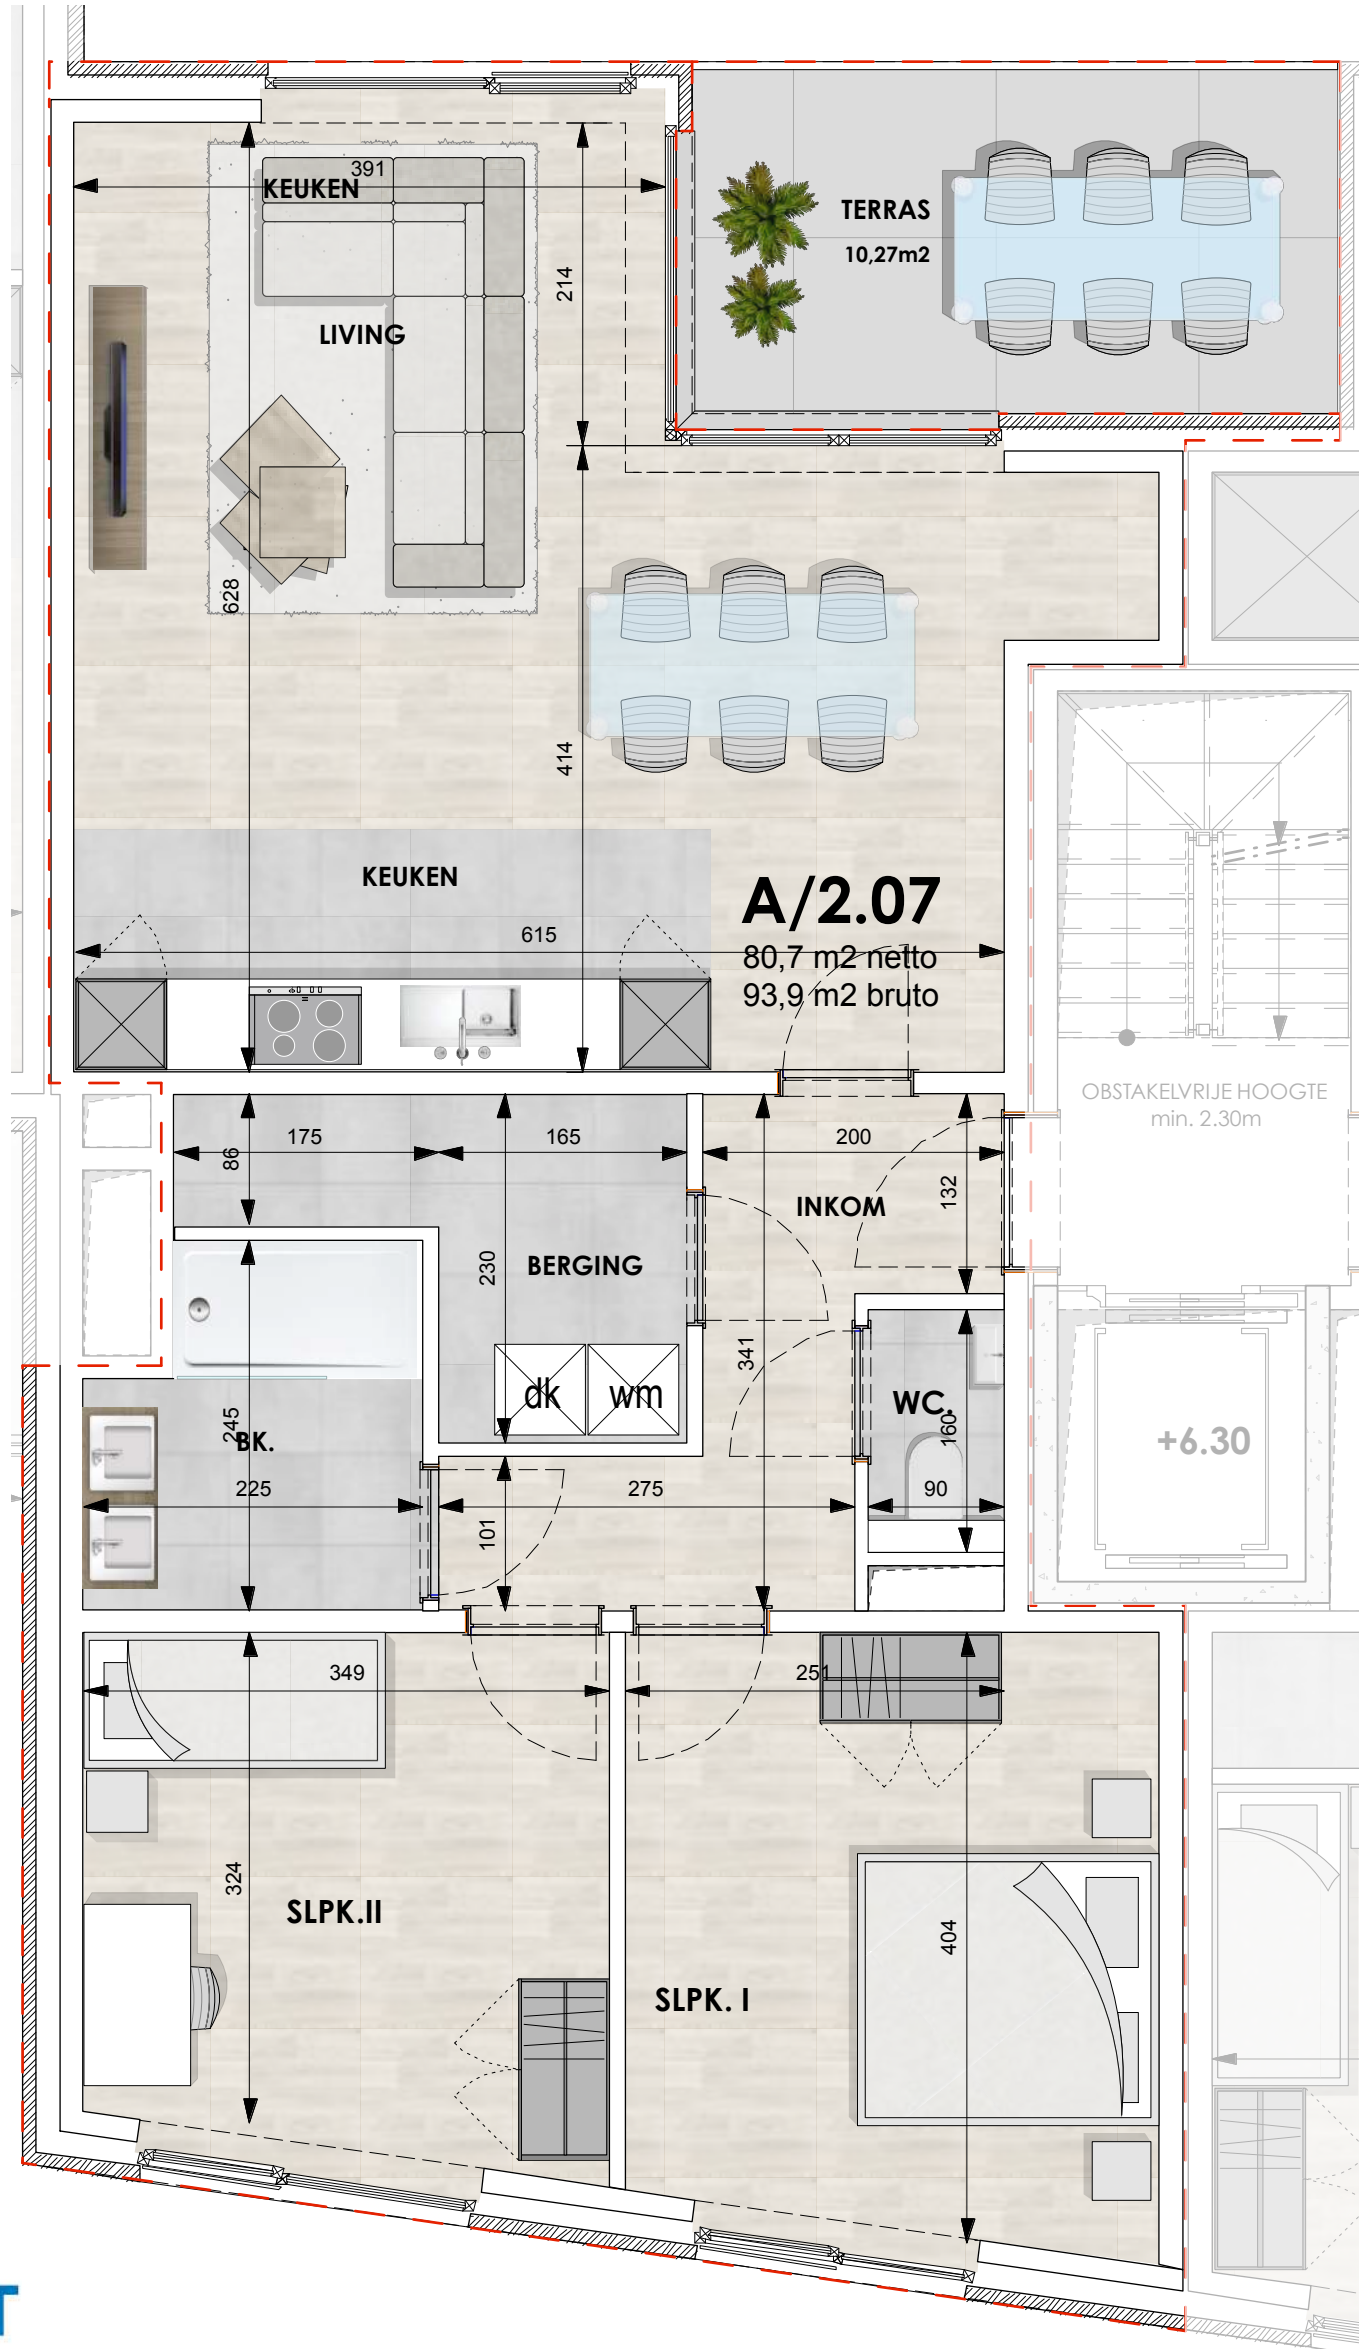 391
KEUKEN
TERRAS
10,27m2
214
LIVING
628
414
KEUKEN
A/2.07
615
80,7 m2 netto
93,9 m2 bruto
OBSTAKELVRIJE HOOGTE
min. 2.30m
175
165
200
86
132
INKOM
230
BERGING
341
dk
wm
WC.
160
245
BK.
+6.30
225
275
90
101
349
251
324
SLPK.II
404
SLPK. I
T